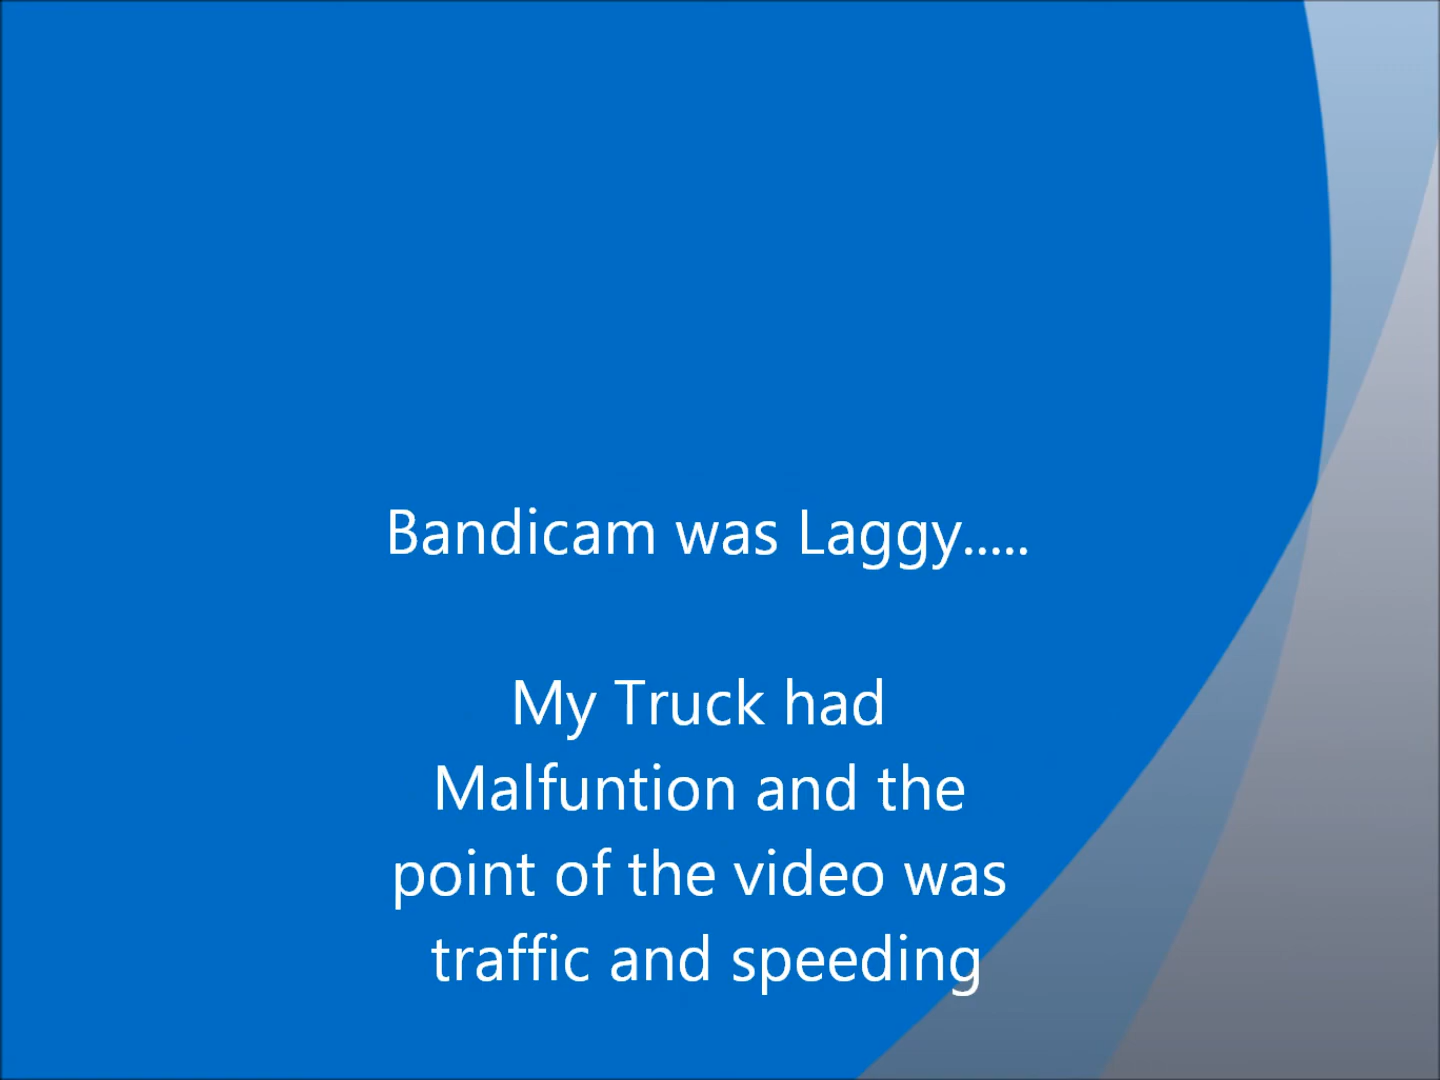 Bandicam was Laggy.....
My Truck had
Malfuntion and the
point of the video was
traffic and speeding